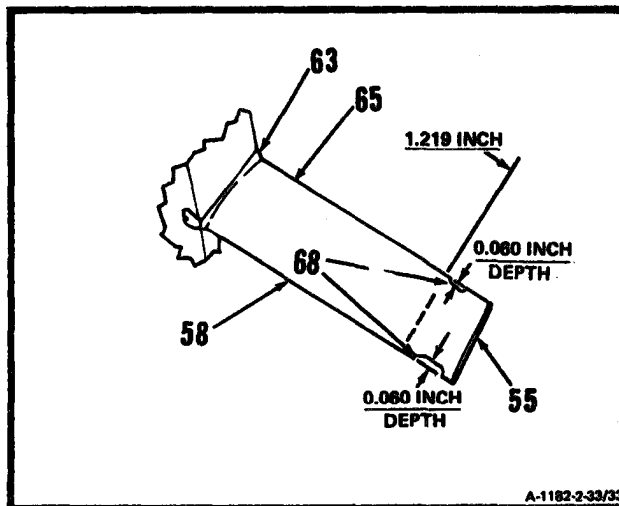 63
65
1.219 INCH
0.060 INCH
DEPTH
68
58
0.060 INCH
DEPTH
55
A-1182-2-33/33